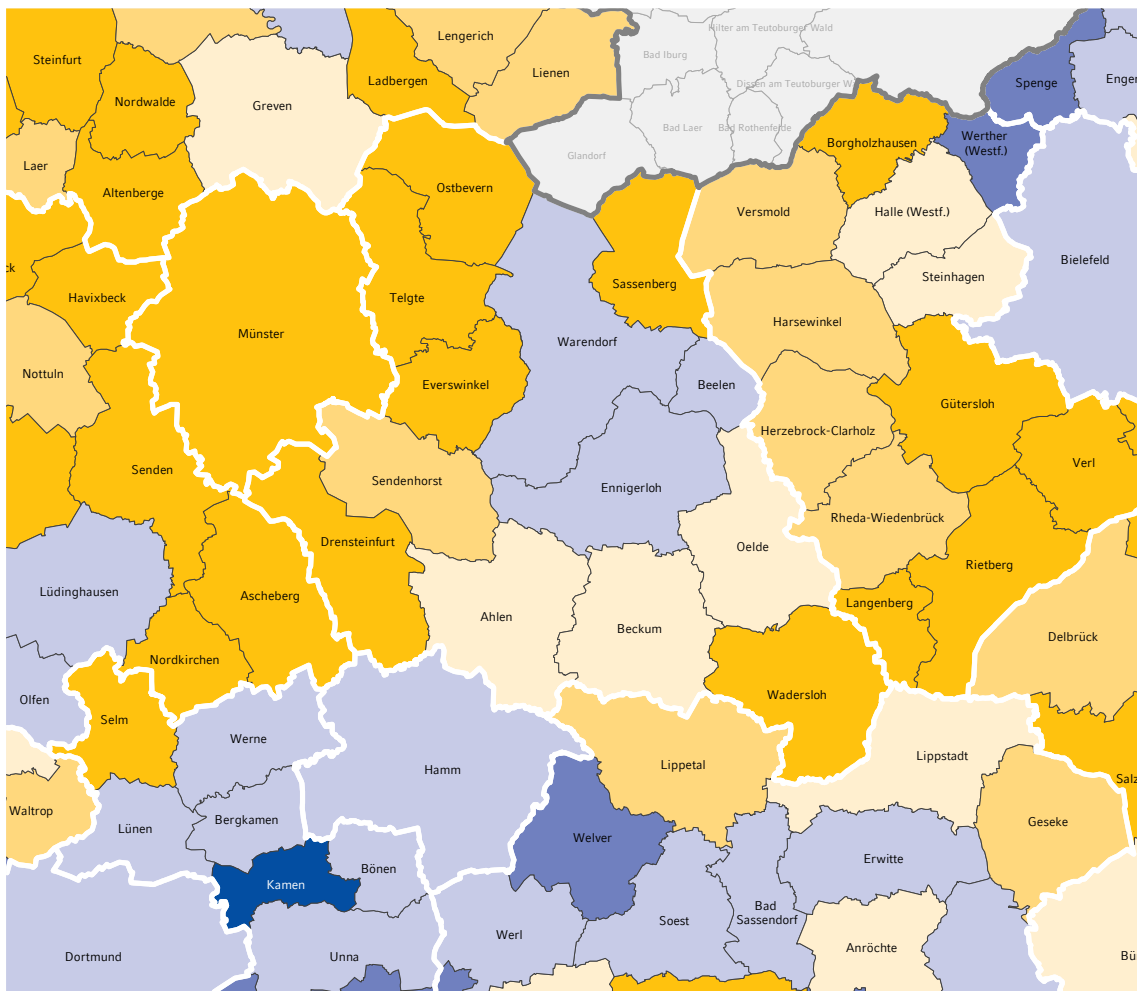 Hilter am Teutoburger Wald
Lengerich
Bad Iburg
Steinfurt
Lienen
Ladbergen
Enger
Spenge
Dissen am Teutoburger W
Nordwalde
Greven
Bad Laer
Bad Rothenfelde
Werther
(Westf.)
Borgholzhausen
Glandorf
Laer
Ostbevern
Altenberge
Versmold
Halle (Westf.)
Bielefeld
ck
Steinhagen
Sassenberg
Havixbeck
Telgte
Harsewinkel
Münster
Warendorf
Nottuln
Everswinkel
Beelen
Gütersloh
Herzebrock-Clarholz
Verl
Senden
Sendenhorst
Ennigerloh
Rheda-Wiedenbrück
Drensteinfurt
Oelde
Rietberg
Lüdinghausen
Ascheberg
Langenberg
Ahlen
Beckum
Delbrück
Nordkirchen
Wadersloh
Olfen
Selm
Werne
Lippstadt
Lippetal
Hamm
Salz
Waltrop
Bergkamen
Geseke
Lünen
Welver
Erwitte
Bönen
Kamen
Bad
Sassendorf
Soest
Werl
Anröchte
Dortmund
Unna
Bü